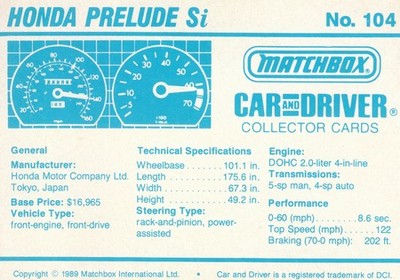 HONDA PRELUDE Si No. 104
MATCHBOX
CAR AND DRIVER®
COLLECTOR CARDS
General
Manufacturer:
Honda Motor Company Ltd.
Tokyo, Japan
Base Price: $16,965
Vehicle Type:
front-engine, front-drive
Technical Specifications
Wheelbase 101.1 in.
Length 175.6 in.
Width 67.3 in.
Height 49.2 in.
Steering Type:
rack-and-pinion, power-
assisted
Engine:
DOHC 2.0-liter 4-in-line
Transmissions:
5-sp man, 4-sp auto
Performance
0-60 (mph) 8.6 sec.
Top Speed (mph) 122
Braking (70-0 mph): 202 ft.
Copyright © 1989 Matchbox International Ltd. • Car and Driver is a registered trademark of DCI.